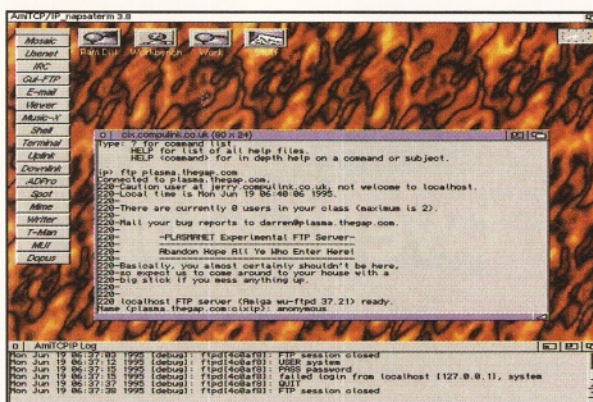 AmiTCP/IP_napsaterm 3.0
Mosaic
Usenet
IRC
Gui-FTP
E-mail
Viewer
Music-X
Shell
Terminal
Uplink
Downlink
ADPro
Spot
Mime
Writer
T-Man
MUI
Dopus
Ram Disk
Workbench
Work
cix.compulink.co.uk (80 x 24)
Type: ? for command list.
HELP for list of all help files.
HELP <command> for in depth help on a command or subject.
ip> ftp plasma.thegap.com
Connected to plasma.thegap.com.
220-Caution user at jerry.compulink.co.uk, not welcome to localhost.
220-Local time is Mon Jun 19 06:40:06 1995.
220-
220-There are currently 0 users in your class (maximum is 2).
220-
220-Mail your bug reports to darren@plasma.thegap.com
220-
220- -PLASMANET Experimental FTP Server-
220- ----------------------------------
220- Abandon Hope All Ye Who Enter Here!
220- ----------------------------------
220-Basically, you almost certainly shouldn't be here,
220-so expect us to come around to your house with a
220-big stick if you mess anything up.
220-
220-
220 localhost FTP server (Amiga wu-ftpd 37.21) ready.
Name (plasma.thegap.com:cixip): anonymous
AmiTCP/IP Log
Mon Jun 19 06:37:03 1995 [debug]: ftpd[4c0af8]: FTP session closed
Mon Jun 19 06:37:12 1995 [debug]: ftpd[4c0af8]: USER system
Mon Jun 19 06:37:15 1995 [debug]: ftpd[4c0af8]: PASS password
Mon Jun 19 06:37:15 1995 [debug]: ftpd[4c0af8]: failed login from localhost [127.0.0.1], system
Mon Jun 19 06:37:37 1995 [debug]: ftpd[4c0af8]: QUIT
Mon Jun 19 06:37:38 1995 [debug]: ftpd[4c0af8]: FTP session closed